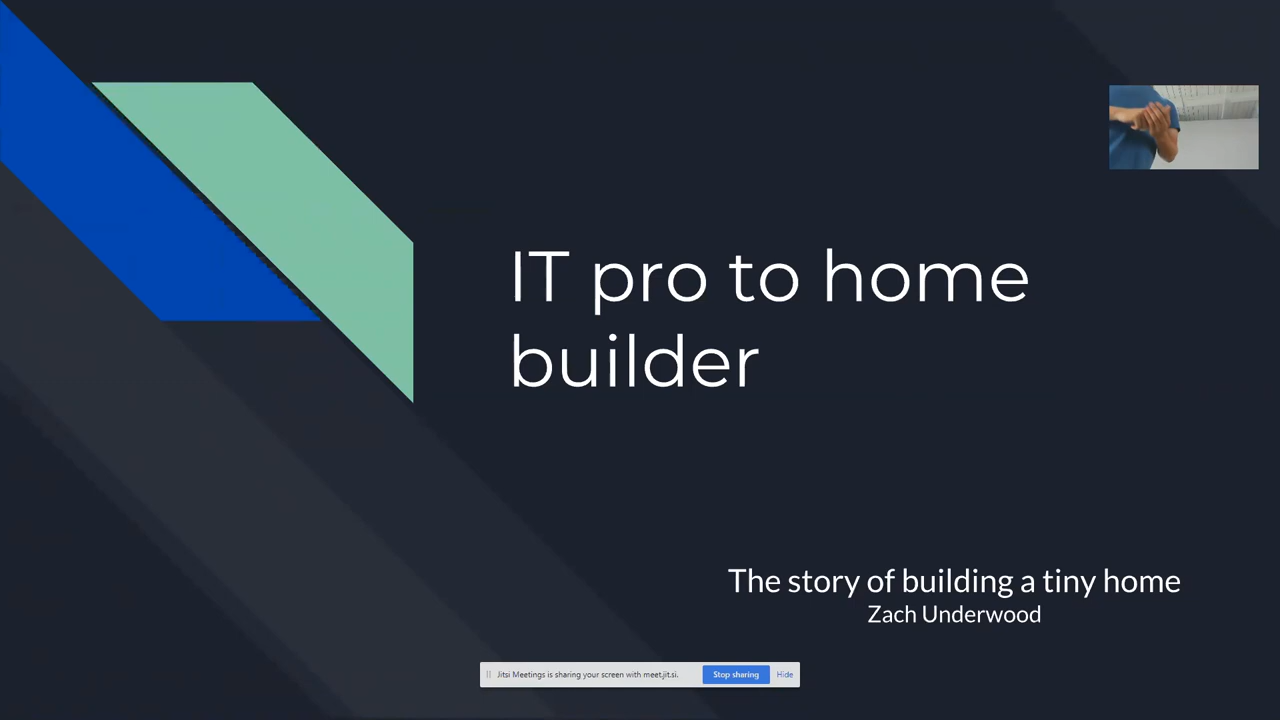 IT pro to home
builder
The story of building a tiny home
Zach Underwood
Jitsi Meetings is sharing your screen with meet.jit.si.
Stop sharing
Hide